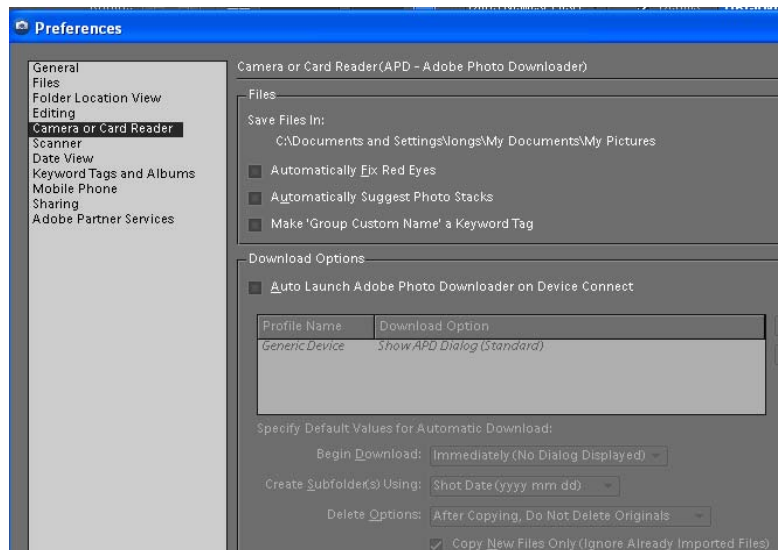 Preferences
General
Files
Folder Location View
Editing
Camera or Card Reader
Scanner
Date View
Keyword Tags and Albums
Mobile Phone
Sharing
Adobe Partner Services
Camera or Card Reader(APD - Adobe Photo Downloader)
Files
Save Files In:
C:\Documents and Settings\longs\My Documents\My Pictures
Automatically Fix Red Eyes
Automatically Suggest Photo Stacks
Make 'Group Custom Name' a Keyword Tag
Download Options
Auto Launch Adobe Photo Downloader on Device Connect
Profile Name Download Option
Generic Device Show APD Dialog (Standard)
Specify Default Values for Automatic Download:
Begin Download: Immediately (No Dialog Displayed)
Create Subfolder(s) Using: Shot Date (yyyy mm dd)
Delete Options: After Copying, Do Not Delete Originals
Copy New Files Only (Ignore Already Imported Files)